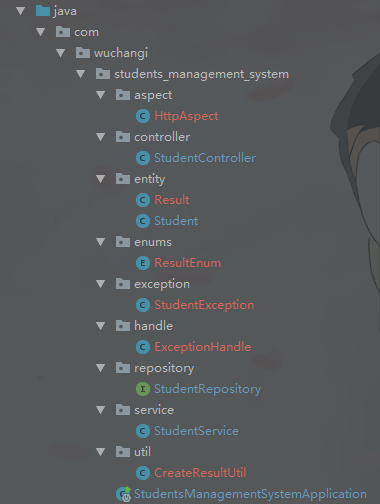 java
com
wuchangi
students_management_system
aspect
HttpAspect
controller
StudentController
entity
Result
Student
enums
ResultEnum
exception
StudentException
handle
ExceptionHandle
repository
StudentRepository
service
StudentService
util
CreateResultUtil
StudentsManagementSystemApplication